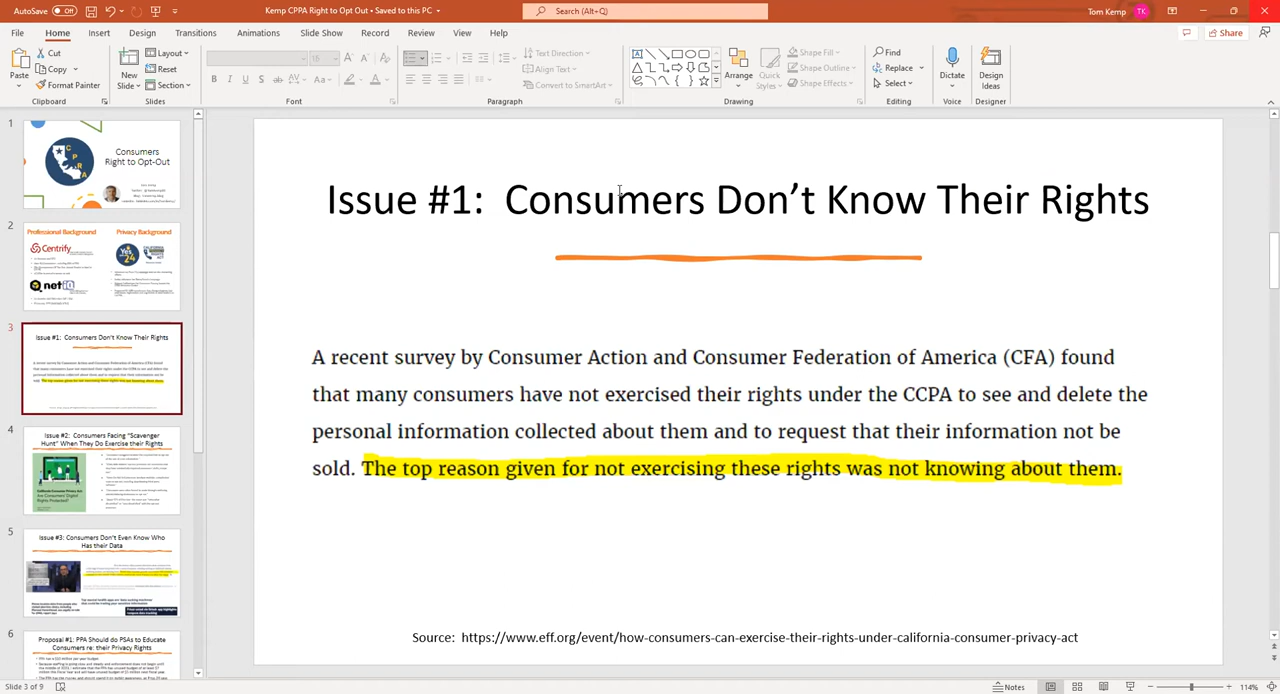 AutoSave Off
Kemp CPPA Right to Opt Out • Saved to this PC
Search (Alt+Q)
Tom Kemp TK
File Home Insert Design Transitions Animations Slide Show Record Review View Help
Share
Paste
Cut
Copy
Format Painter
Clipboard
New
Slide
Layout
Reset
Section
Slides
16
B I U S ab AV Aa A
Font
Text Direction
Align Text
Convert to SmartArt
Paragraph
Arrange
Quick
Styles
Shape Fill
Shape Outline
Shape Effects
Drawing
Find
Replace
Select
Editing
Dictate
Voice
Design
Ideas
Designer
1
Consumers
Right to Opt-Out
2
Professional Background Privacy Background
Centrify
Yes
24
netiQ
3
Issue #1: Consumers Don't Know Their Rights
4
Issue #2: Consumers Facing "Scavenger
Hunt" When They Do Exercise their Rights
5
Issue #3: Consumers Don't Even Know Who
Has their Data
6
Proposal #1: PPA Should do PSAs to Educate
Consumers re: their Privacy Rights
Issue #1: Consumers Don't Know Their Rights
A recent survey by Consumer Action and Consumer Federation of America (CFA) found
that many consumers have not exercised their rights under the CCPA to see and delete the
personal information collected about them and to request that their information not be
sold. The top reason given for not exercising these rights was not knowing about them.
Source: https://www.eff.org/event/how-consumers-can-exercise-their-rights-under-california-consumer-privacy-act
Slide 3 of 9
Notes
114%